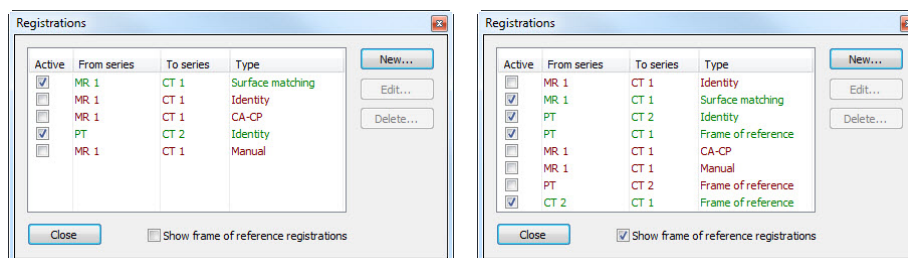 Registrations
Active From series To series Type
MR 1 CT 1 Surface matching
MR 1 CT 1 Identity
MR 1 CT 1 CA-CP
PT CT 2 Identity
MR 1 CT 1 Manual
New...
Edit...
Delete...
Close Show frame of reference registrations
Registrations
Active From series To series Type
MR 1 CT 1 Identity
MR 1 CT 1 Surface matching
PT CT 2 Identity
PT CT 1 Frame of reference
MR 1 CT 1 CA-CP
MR 1 CT 1 Manual
PT CT 2 Frame of reference
CT 2 CT 1 Frame of reference
New...
Edit...
Delete...
Close Show frame of reference registrations